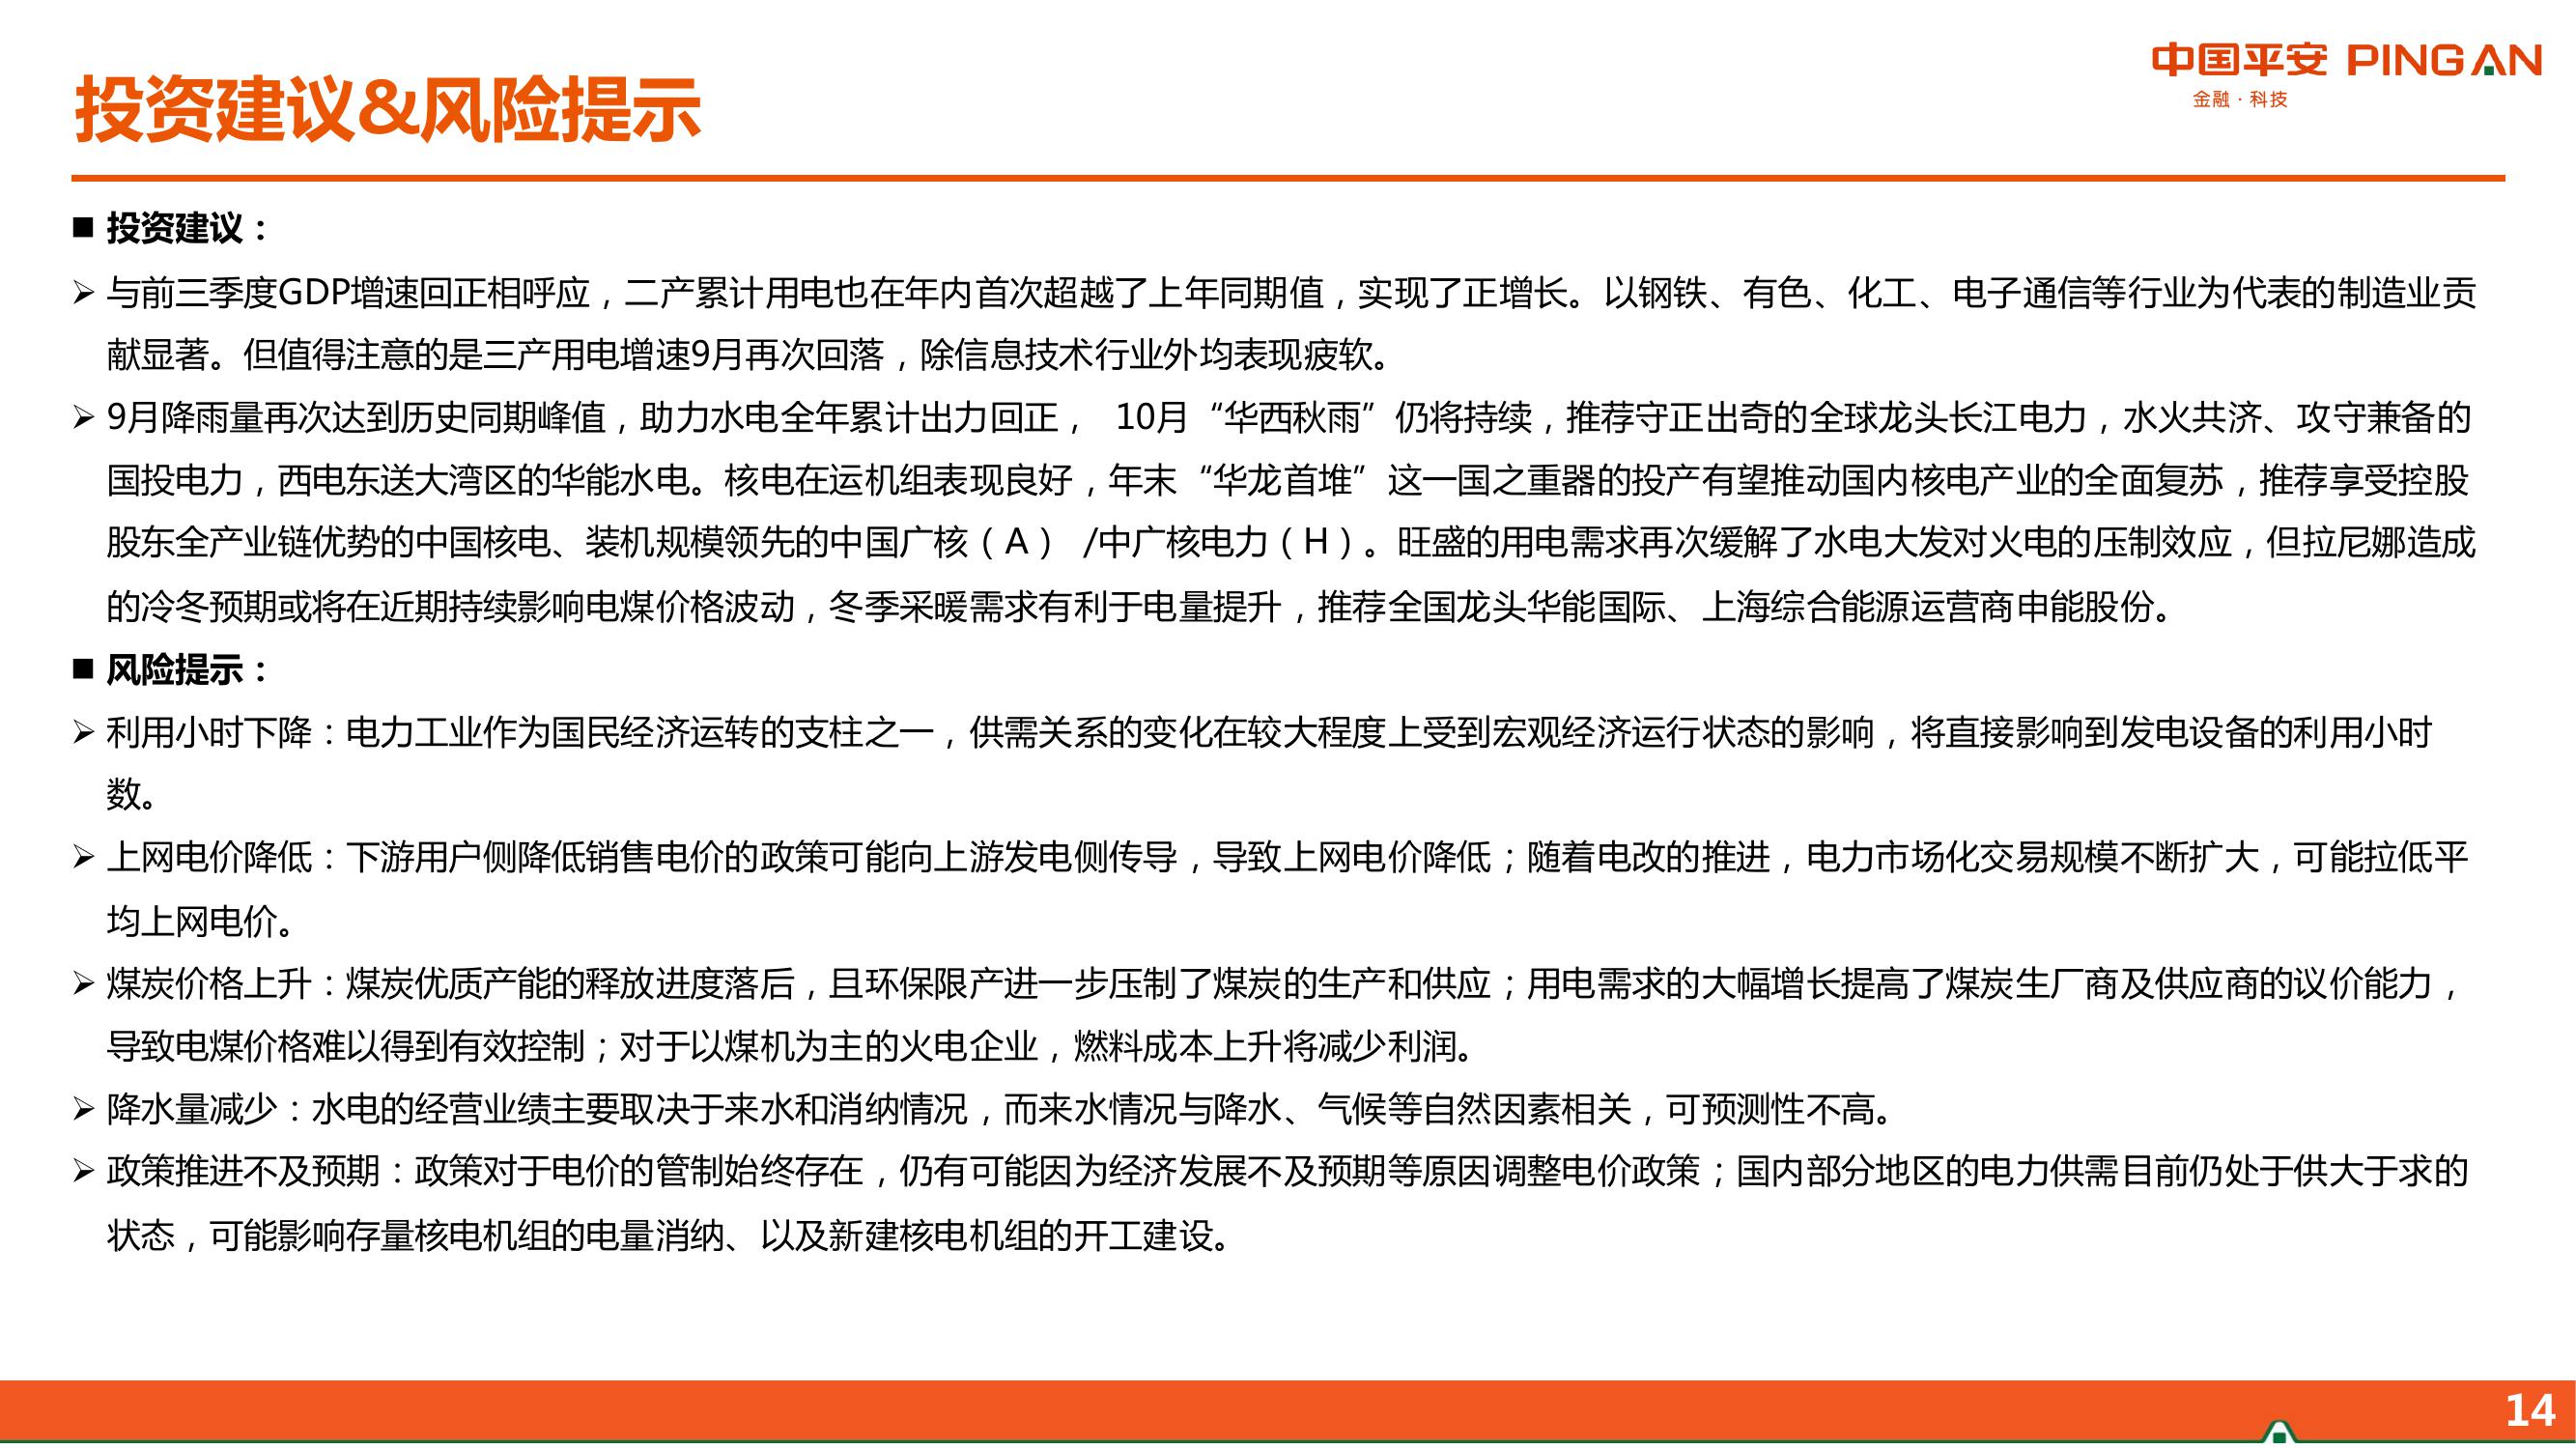 中国平安 PINGAN
金融·科技
投资建议&风险提示
■ 投资建议：
➢ 与前三季度GDP增速回正相呼应，二产累计用电也在年内首次超越了上年同期值，实现了正增长。以钢铁、有色、化工、电子通信等行业为代表的制造业贡
献显著。但值得注意的是三产用电增速9月再次回落，除信息技术行业外均表现疲软。
➢ 9月降雨量再次达到历史同期峰值，助力水电全年累计出力回正， 10月“华西秋雨”仍将持续，推荐守正出奇的全球龙头长江电力，水火共济、攻守兼备的
国投电力，西电东送大湾区的华能水电。核电在运机组表现良好，年末“华龙首堆”这一国之重器的投产有望推动国内核电产业的全面复苏，推荐享受控股
股东全产业链优势的中国核电、装机规模领先的中国广核（A） /中广核电力（H）。旺盛的用电需求再次缓解了水电大发对火电的压制效应，但拉尼娜造成
的冷冬预期或将在近期持续影响电煤价格波动，冬季采暖需求有利于电量提升，推荐全国龙头华能国际、上海综合能源运营商申能股份。
■ 风险提示：
➢ 利用小时下降：电力工业作为国民经济运转的支柱之一，供需关系的变化在较大程度上受到宏观经济运行状态的影响，将直接影响到发电设备的利用小时
数。
➢ 上网电价降低：下游用户侧降低销售电价的政策可能向上游发电侧传导，导致上网电价降低；随着电改的推进，电力市场化交易规模不断扩大，可能拉低平
均上网电价。
➢ 煤炭价格上升：煤炭优质产能的释放进度落后，且环保限产进一步压制了煤炭的生产和供应；用电需求的大幅增长提高了煤炭生厂商及供应商的议价能力，
导致电煤价格难以得到有效控制；对于以煤机为主的火电企业，燃料成本上升将减少利润。
➢ 降水量减少：水电的经营业绩主要取决于来水和消纳情况，而来水情况与降水、气候等自然因素相关，可预测性不高。
➢ 政策推进不及预期：政策对于电价的管制始终存在，仍有可能因为经济发展不及预期等原因调整电价政策；国内部分地区的电力供需目前仍处于供大于求的
状态，可能影响存量核电机组的电量消纳、以及新建核电机组的开工建设。
14